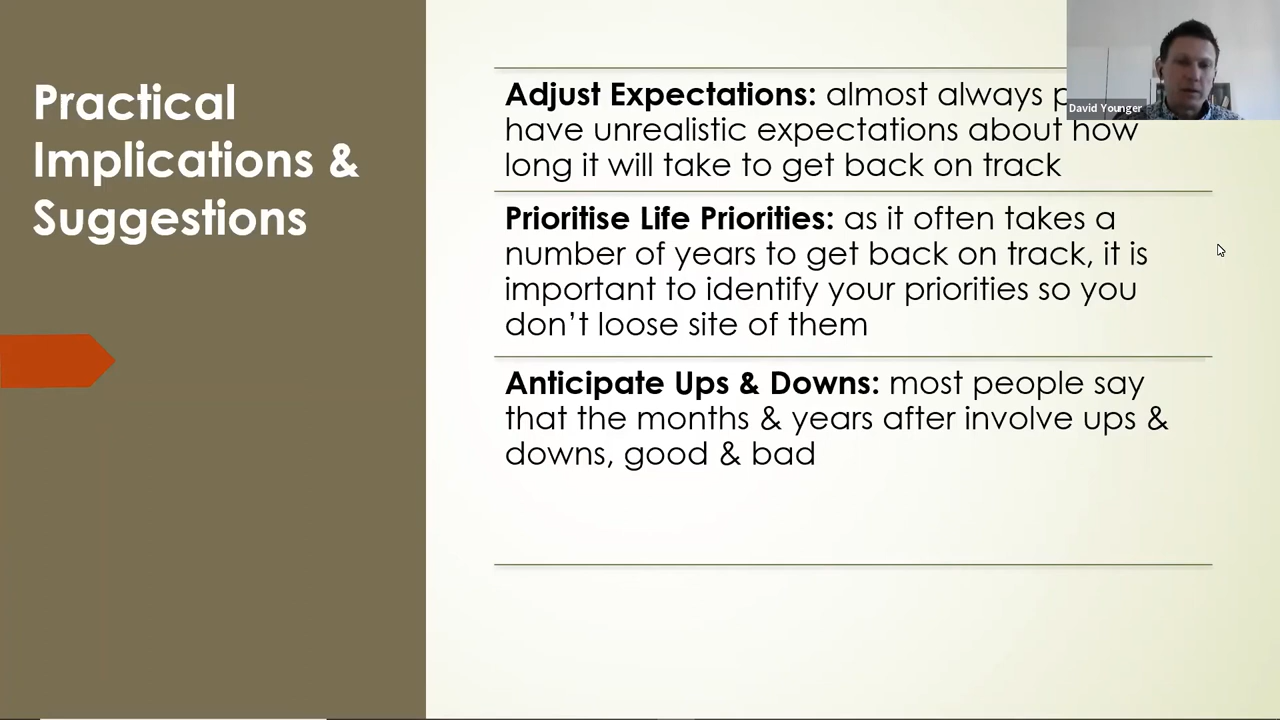 Practical
Implications &
Suggestions
Adjust Expectations: almost always
have unrealistic expectations about how
long it will take to get back on track
Prioritise Life Priorities: as it often takes a
number of years to get back on track, it is
important to identify your priorities so you
don't loose site of them
Anticipate Ups & Downs: most people say
that the months & years after involve ups &
downs, good & bad
David Younger